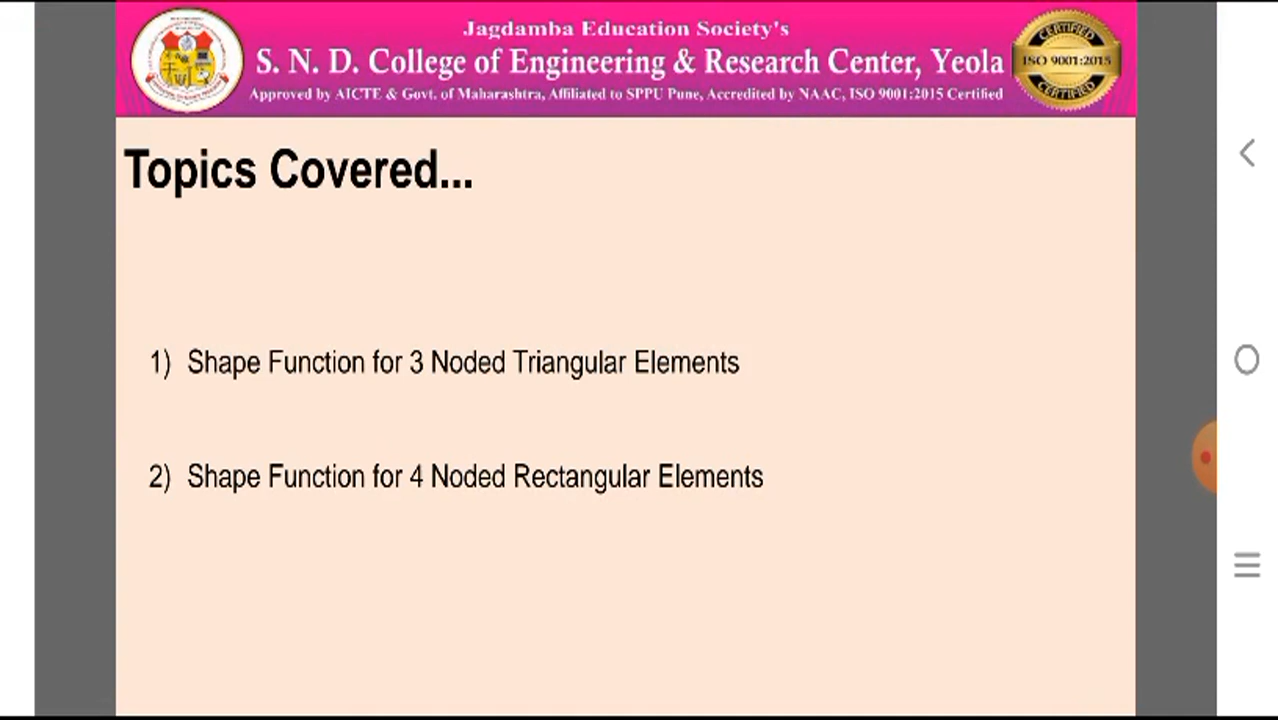 Jagdamba Education Society's
S. N. D. College of Engineering & Research Center, Yeola
Approved by AICTE & Govt. of Maharashtra, Affiliated to SPPU Pune, Accredited by NAAC, ISO 9001:2015 Certified
CERTIFIED
ISO 9001:2015
CERTIFIED
Topics Covered...
1) Shape Function for 3 Noded Triangular Elements
2) Shape Function for 4 Noded Rectangular Elements